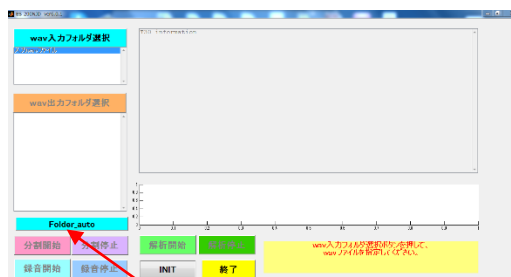 wav入力フォルダ選択
TOO information
wav出力フォルダ選択
Folder_auto
分割開始
分割停止
解析開始
wav入力フォルダ選択ボタンを押して、
wavファイルを指定してください。
録音開始
録音停止
INIT
終了